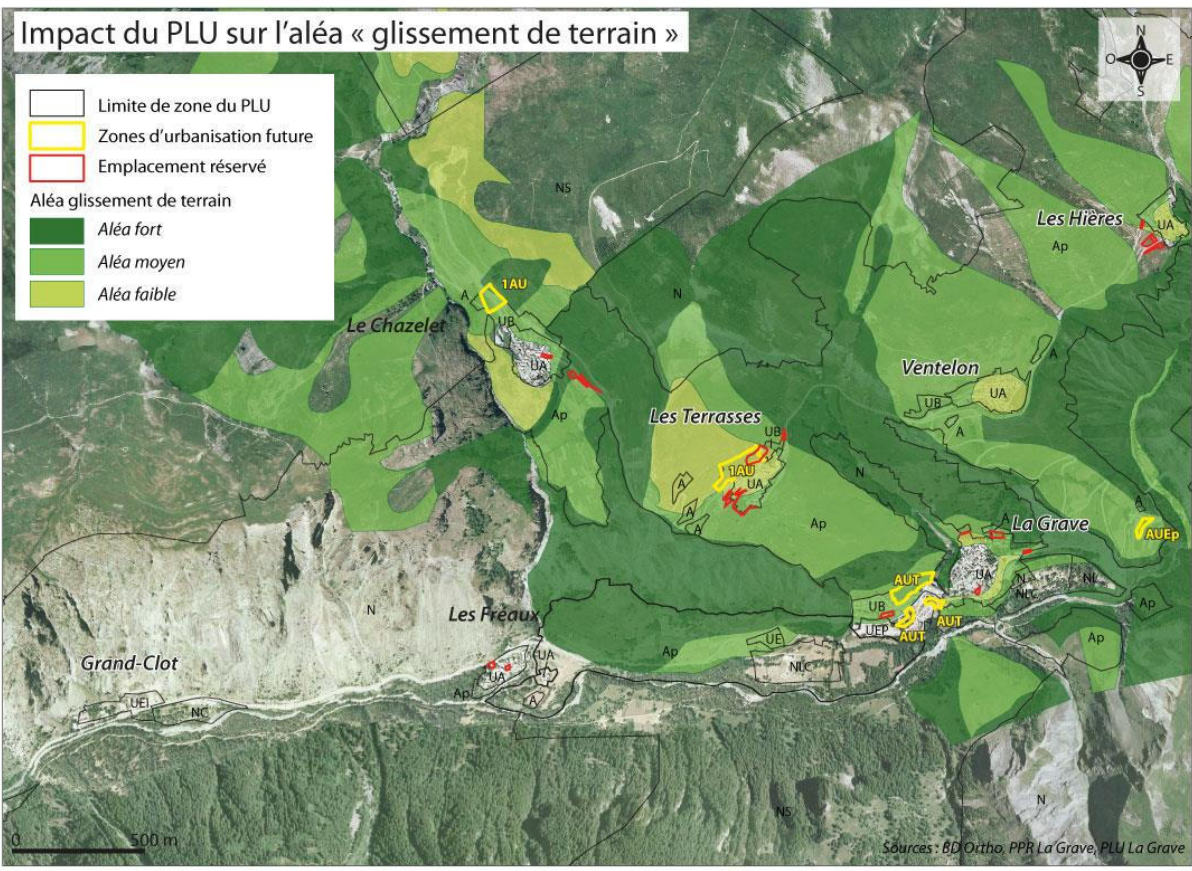 Impact du PLU sur l'aléa « glissement de terrain »
N
O E
S
Limite de zone du PLU
Zones d'urbanisation future
Emplacement réservé
Aléa glissement de terrain
Aléa fort
Aléa moyen
Aléa faible
NS
Les Hières
UA
Ap
1AU
A
N
UB
Le Chazelet
UA
A
Ventelon
UA
UB
Ap
Les Terrasses
A
UB
N
1AU
UA
A
A
A
Ap
A
La Grave
A
AUEp
AUT
UA
N
NL
NLC
UB
AUT
AUT
UEP
Ap
Ap
N
Les Fréaux
UE
Ap
NLC
UA
UA
Ap
A
Grand-Clot
UEI
NC
NS
N
0 500 m
Sources : BD Ortho, PPR La Grave, PLU La Grave